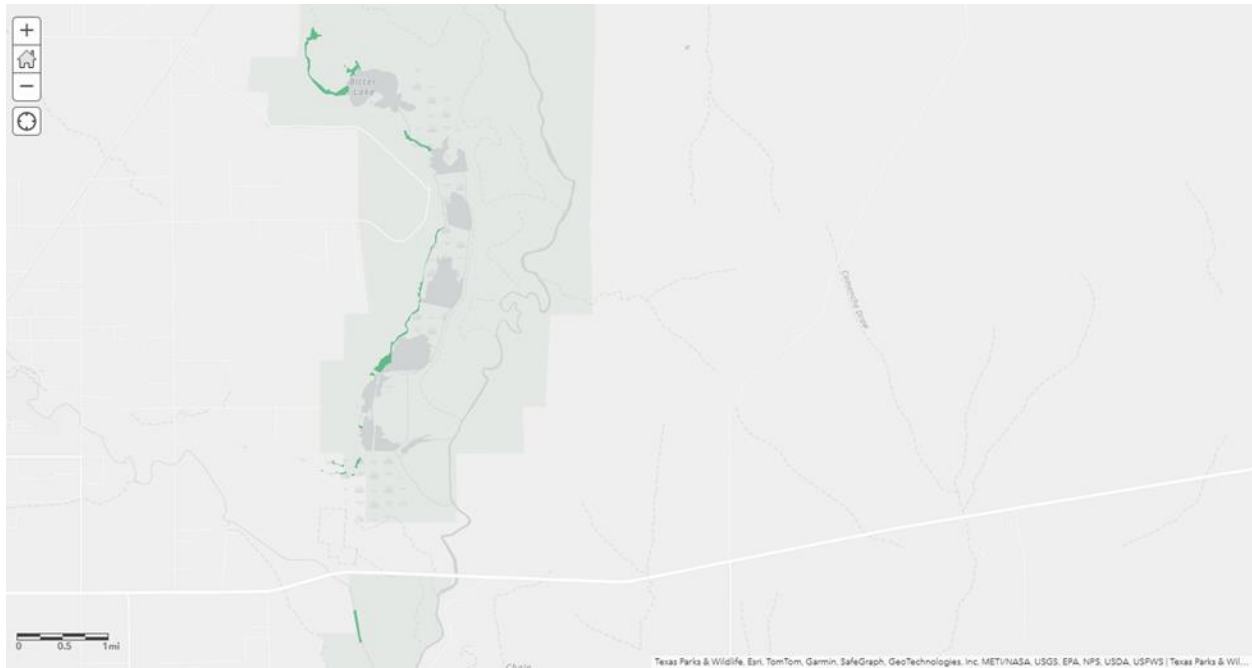 +
−
Bitter
Lake
Comanche Draw
0 0.5 1mi
Chain
Texas Parks & Wildlife, Esri, TomTom, Garmin, SafeGraph, GeoTechnologies, Inc, METI/NASA, USGS, EPA, NPS, USDA, USFWS | Texas Parks & Wil...